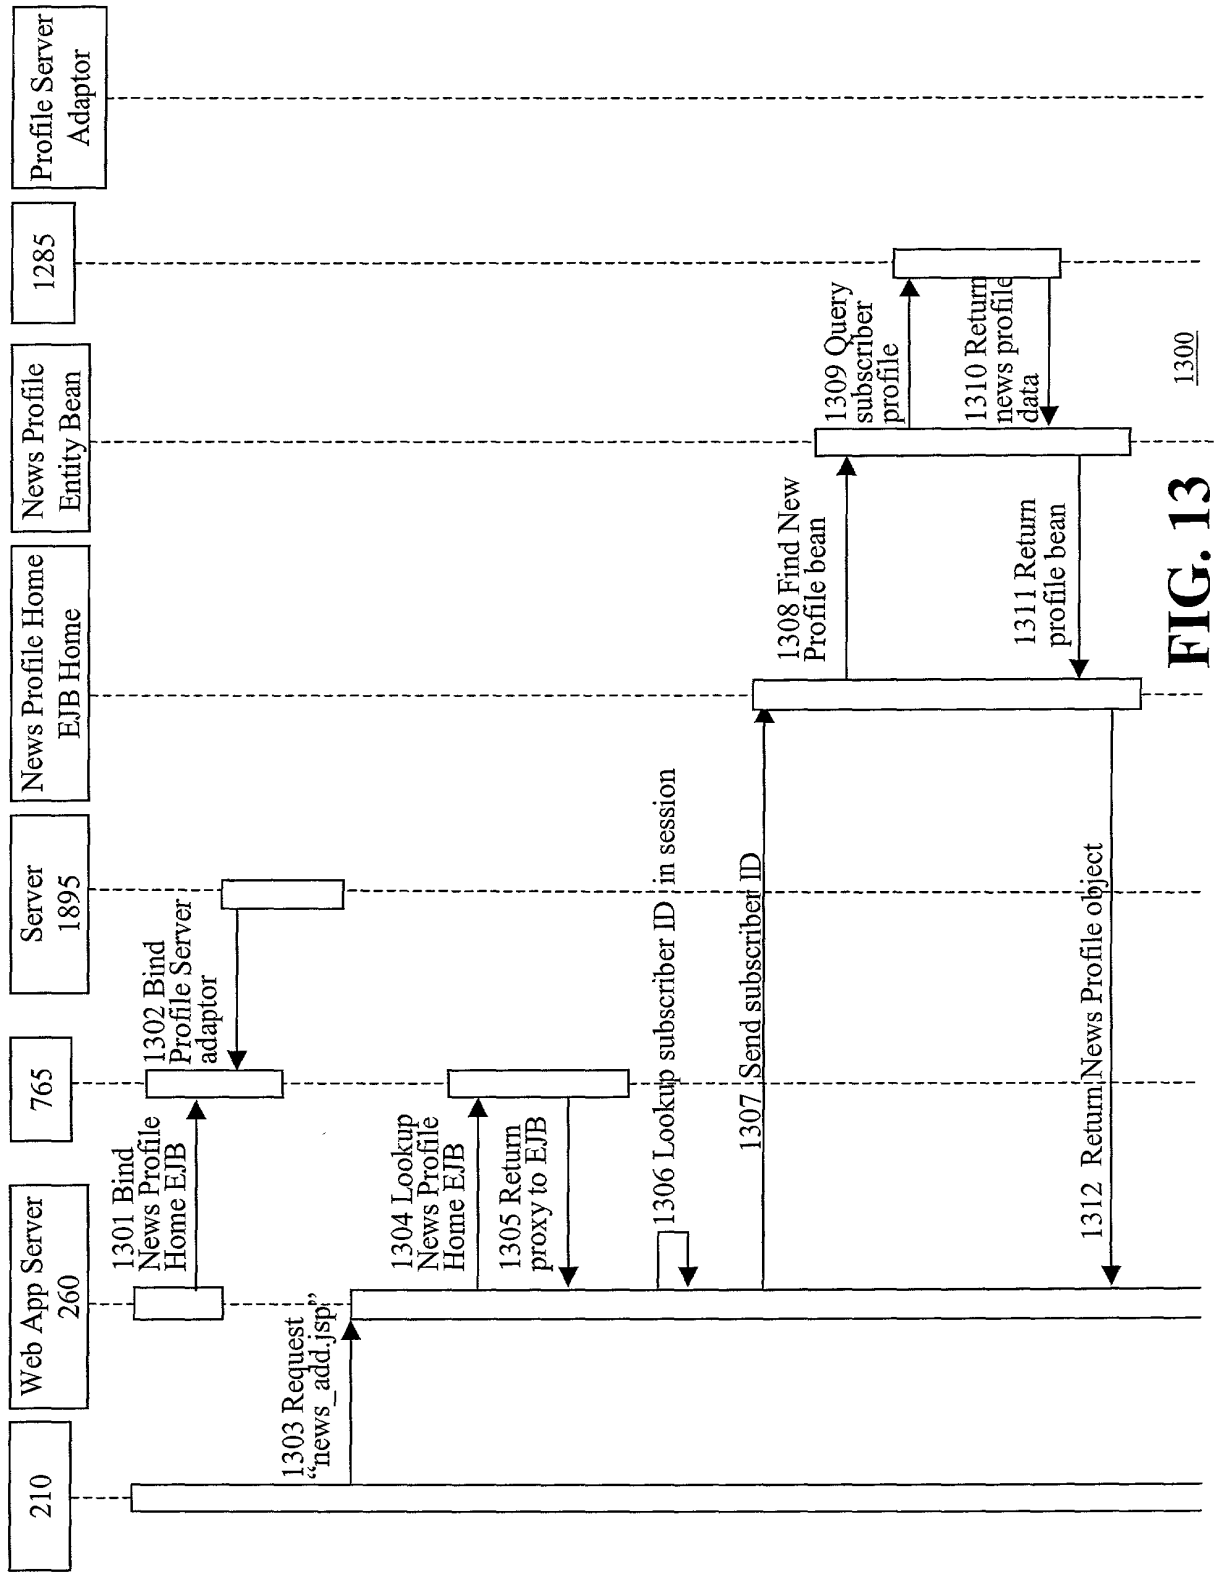 210
Web App Server
260
765
Server
1895
News Profile Home
EJB Home
News Profile
Entity Bean
1285
Profile Server
Adaptor
1301 Bind
News Profile
Home EJB
1302 Bind
Profile Server
adaptor
1303 Request
“news_add.jsp”
1304 Lookup
News Profile
Home EJB
1305 Return
proxy to EJB
1306 Lookup subscriber ID in session
1307 Send subscriber ID
1308 Find New
Profile bean
1309 Query
subscriber
profile
1310 Return
news profile
data
1311 Return
profile bean
1312 Return News Profile object
1300
FIG. 13